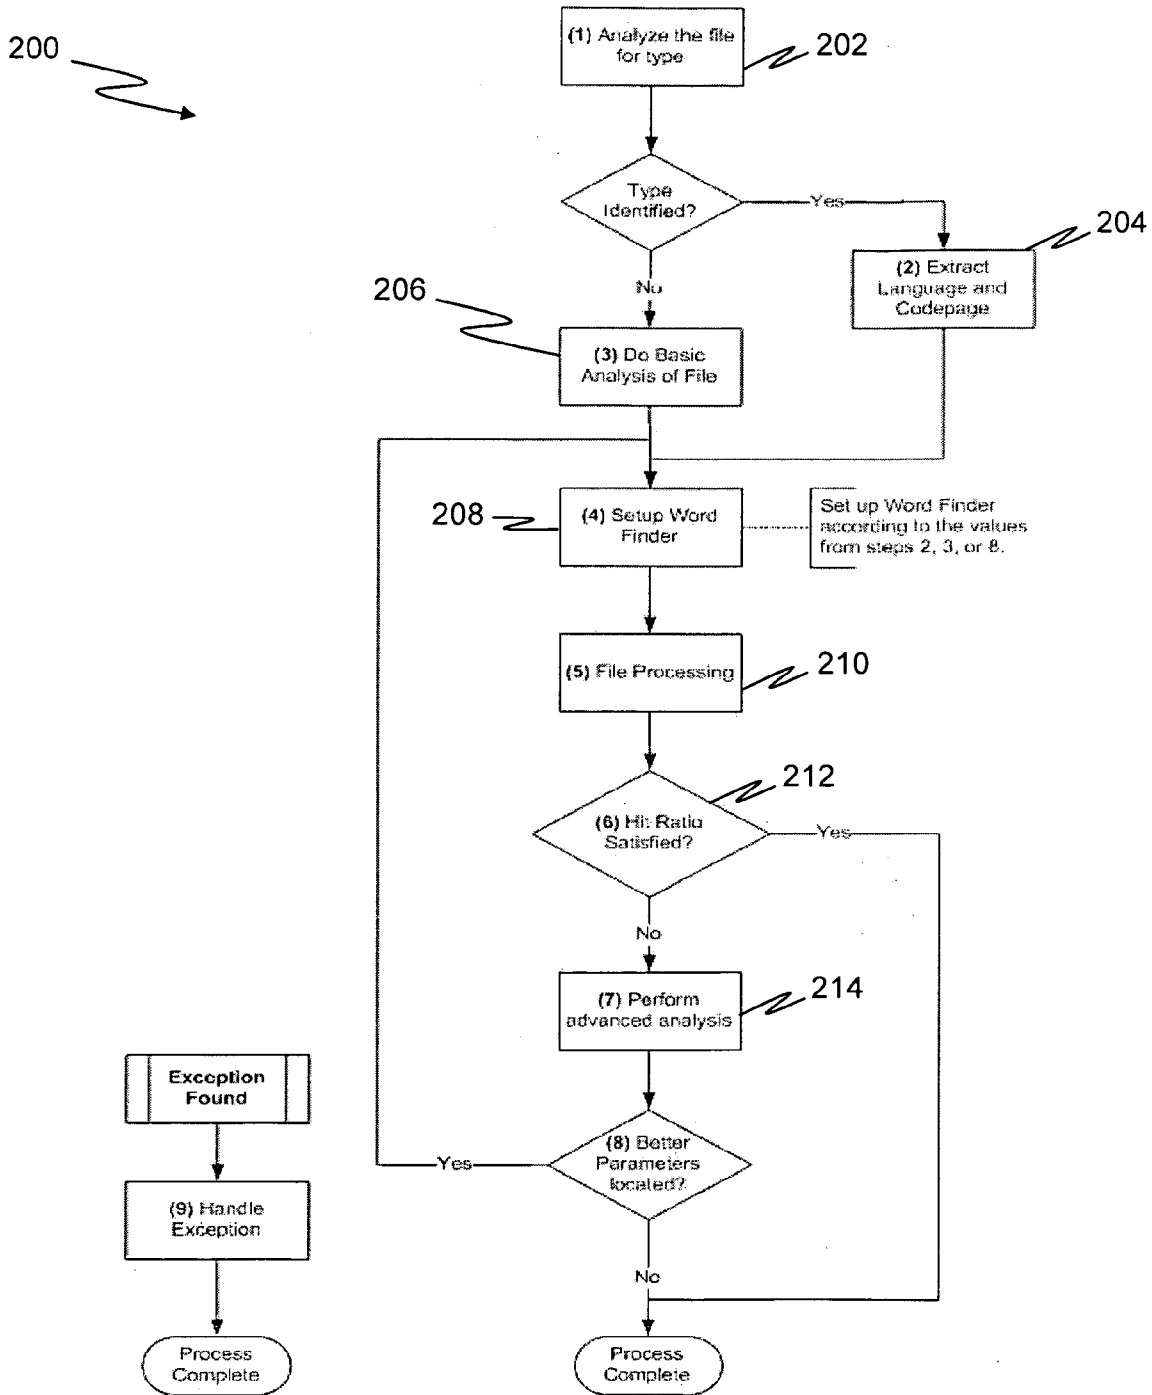 200
(1) Analyze the file
for type
202
Type
Identified?
Yes
204
(2) Extract
Language and
Codepage
No
206
(3) Do Basic
Analysis of File
208
(4) Setup Word
Finder
Set up Word Finder
according to the values
from steps 2, 3, or 8.
(5) File Processing
210
212
(6) Hit Ratio
Satisfied?
Yes
No
(7) Perform
advanced analysis
214
Exception
Found
(8) Better
Parameters
located?
Yes
(9) Handle
Exception
No
Process
Complete
Process
Complete